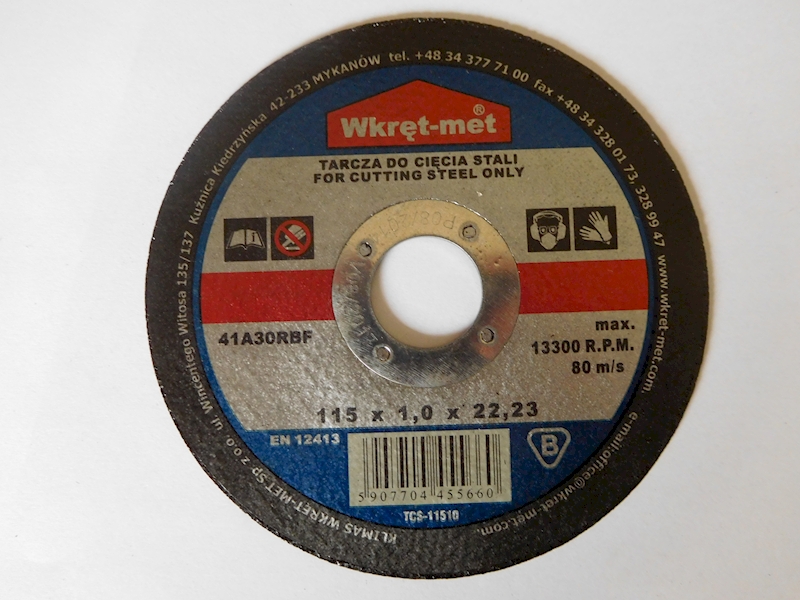 Wkręt-met®
TARCZA DO CIĘCIA STALI
FOR CUTTING STEEL ONLY
41A30RBF
max.
13300 R.P.M.
80 m/s
115 x 1,0 x 22,23
EN 12413
B
5907704 455660
TCS-11510
KLIMAS WKRĘT-MET Sp z o.o. ul Wincentego Witosa 135/137 Kuźnica Kiedrzyńska 42-233 MYKANÓW tel. +48 34 377 71 00 fax +48 34 328 01 73, 328 99 47 www.wkret-met.com. e-mail:office@wkret-met.com.